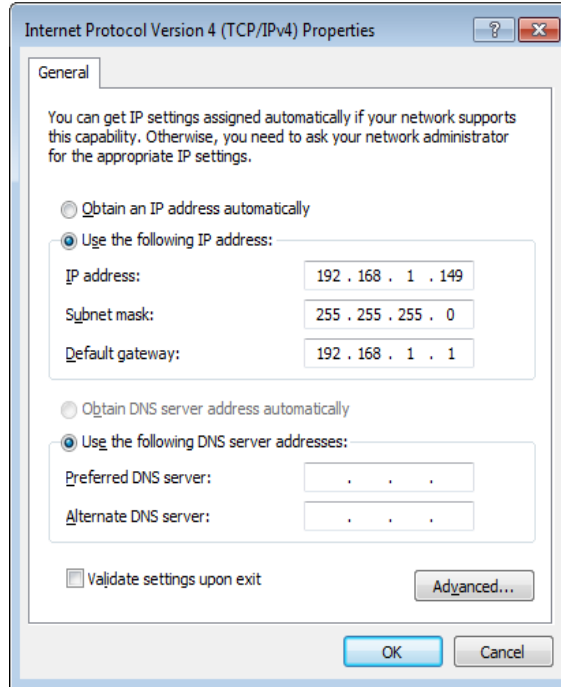 Internet Protocol Version 4 (TCP/IPv4) Properties
General
You can get IP settings assigned automatically if your network supports
this capability. Otherwise, you need to ask your network administrator
for the appropriate IP settings.
Obtain an IP address automatically
Use the following IP address:
IP address: 192 . 168 . 1 . 149
Subnet mask: 255 . 255 . 255 . 0
Default gateway: 192 . 168 . 1 . 1
Obtain DNS server address automatically
Use the following DNS server addresses:
Preferred DNS server: . . .
Alternate DNS server: . . .
Validate settings upon exit
Advanced...
OK Cancel